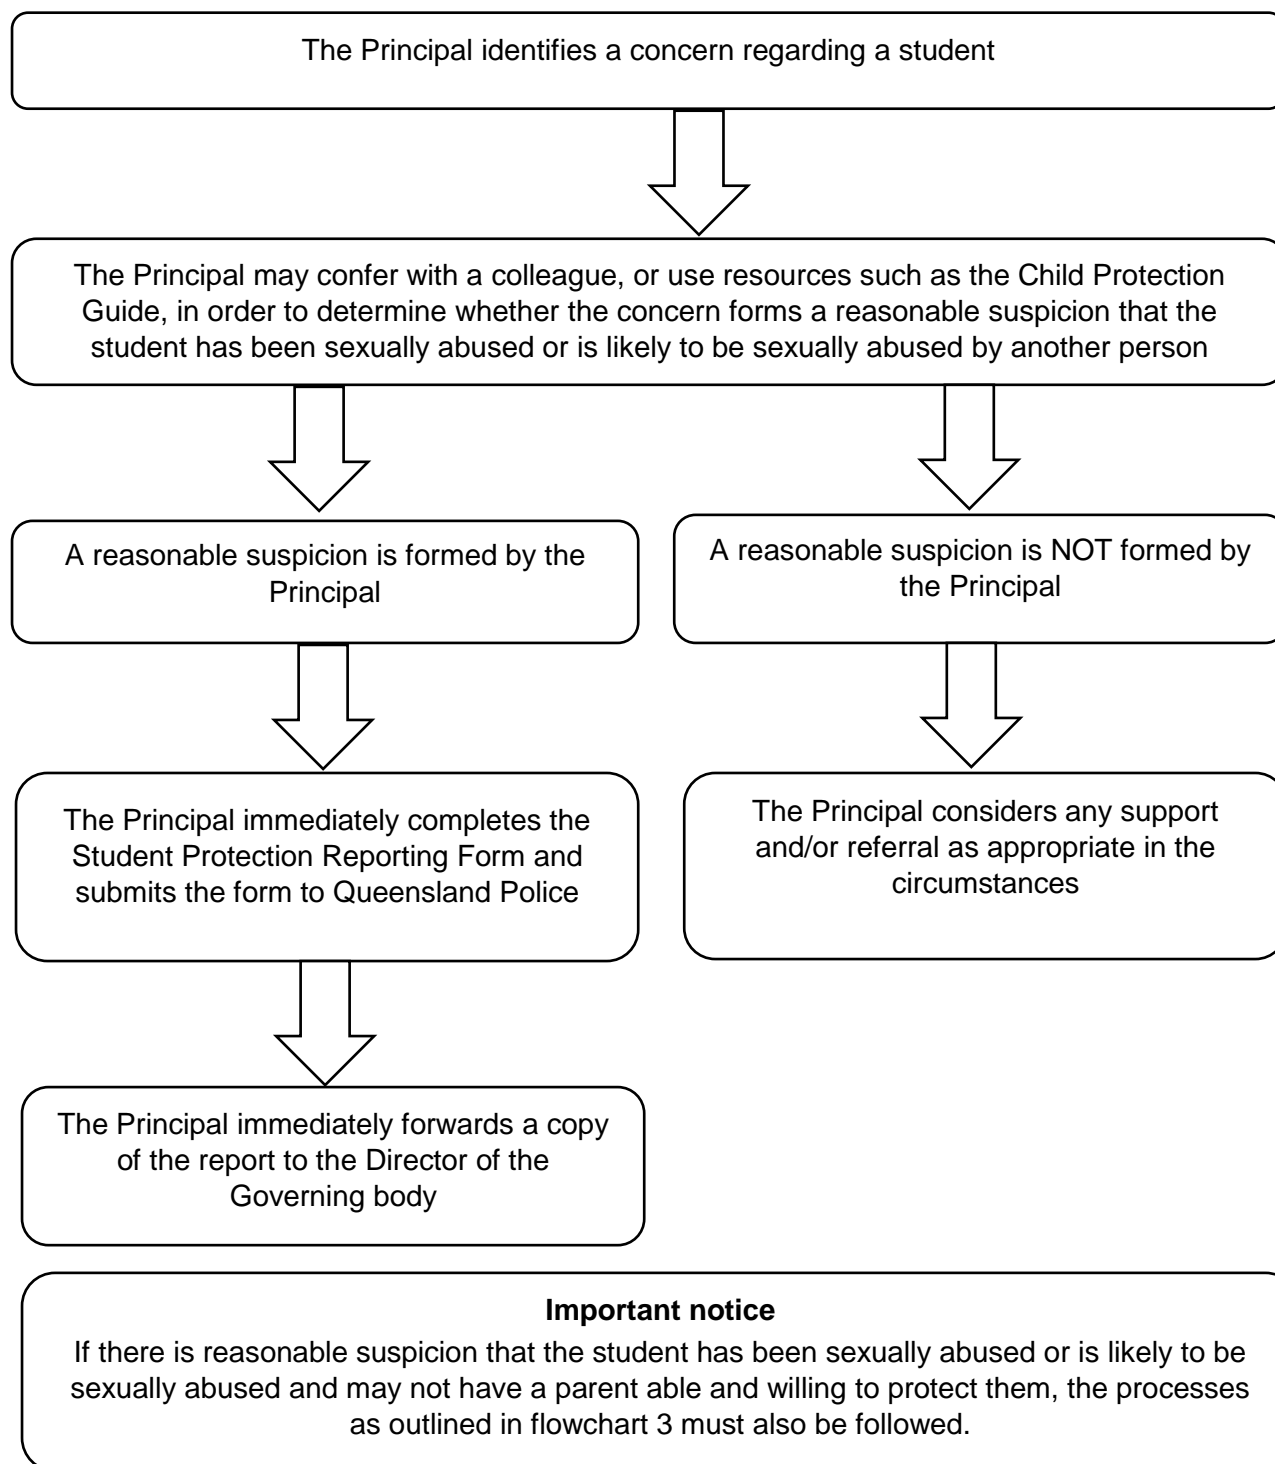 The Principal identifies a concern regarding a student
The Principal may confer with a colleague, or use resources such as the Child Protection
Guide, in order to determine whether the concern forms a reasonable suspicion that the
student has been sexually abused or is likely to be sexually abused by another person
A reasonable suspicion is formed by the
Principal
A reasonable suspicion is NOT formed by
the Principal
The Principal immediately completes the
Student Protection Reporting Form and
submits the form to Queensland Police
The Principal considers any support
and/or referral as appropriate in the
circumstances
The Principal immediately forwards a copy
of the report to the Director of the
Governing body
Important notice
If there is reasonable suspicion that the student has been sexually abused or is likely to be
sexually abused and may not have a parent able and willing to protect them, the processes
as outlined in flowchart 3 must also be followed.